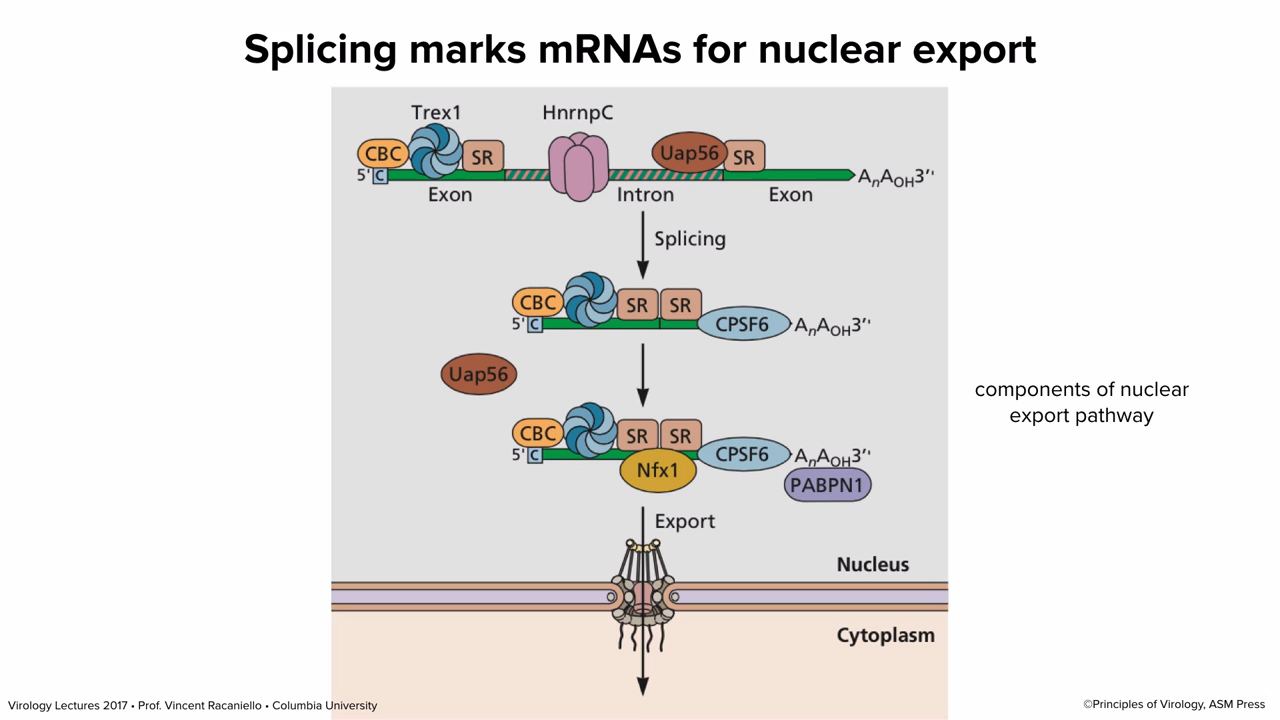 Splicing marks mRNAs for nuclear export
Trex1 HnrnpC
CBC SR Uap56 SR
5' C AnAOH3′'
Exon Intron Exon
Splicing
CBC SR SR CPSF6
5' C AnAOH3′'
Uap56
components of nuclear
export pathway
CBC SR SR CPSF6
5' C AnAOH3′'
Nfx1
PABPN1
Export
Nucleus
Cytoplasm
Virology Lectures 2017 • Prof. Vincent Racaniello • Columbia University
©Principles of Virology, ASM Press